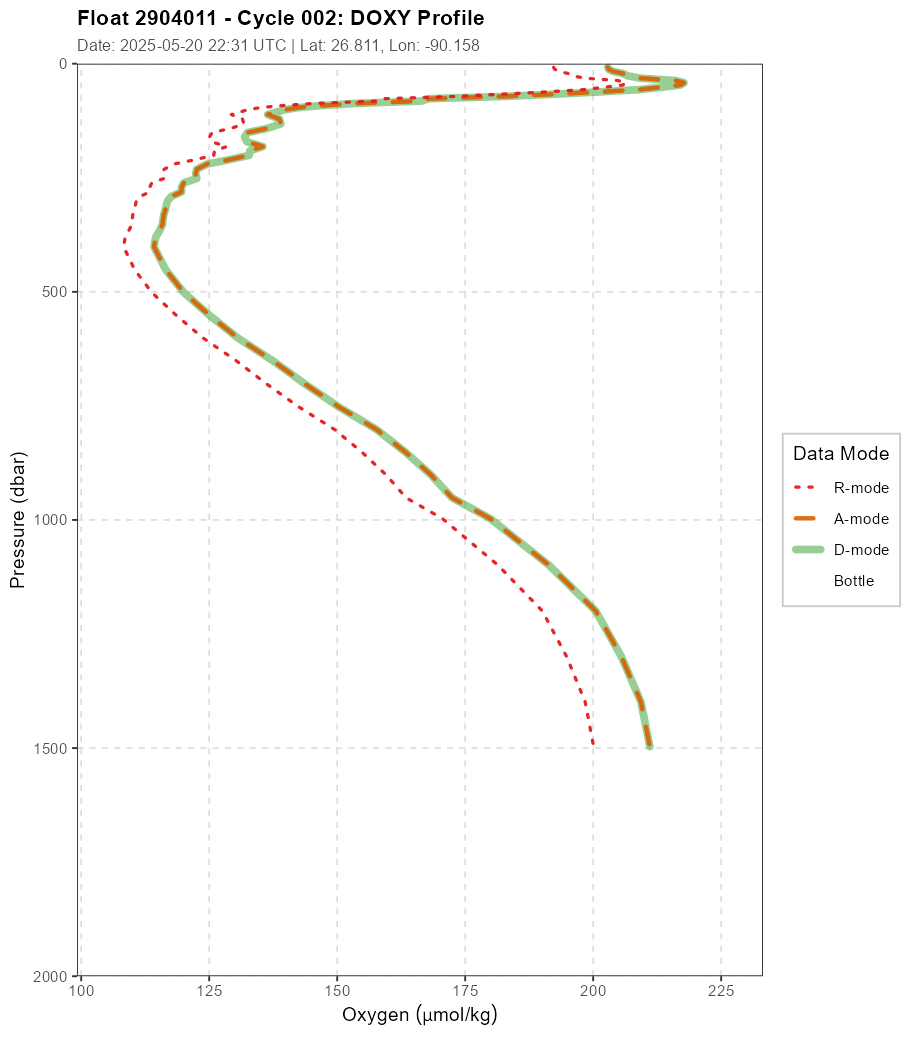 Float 2904011 - Cycle 002: DOXY Profile
Date: 2025-05-20 22:31 UTC | Lat: 26.811, Lon: -90.158
0
500
1000
1500
2000
Pressure (dbar)
100
125
150
175
200
225
Oxygen (µmol/kg)
Data Mode
R-mode
A-mode
D-mode
Bottle